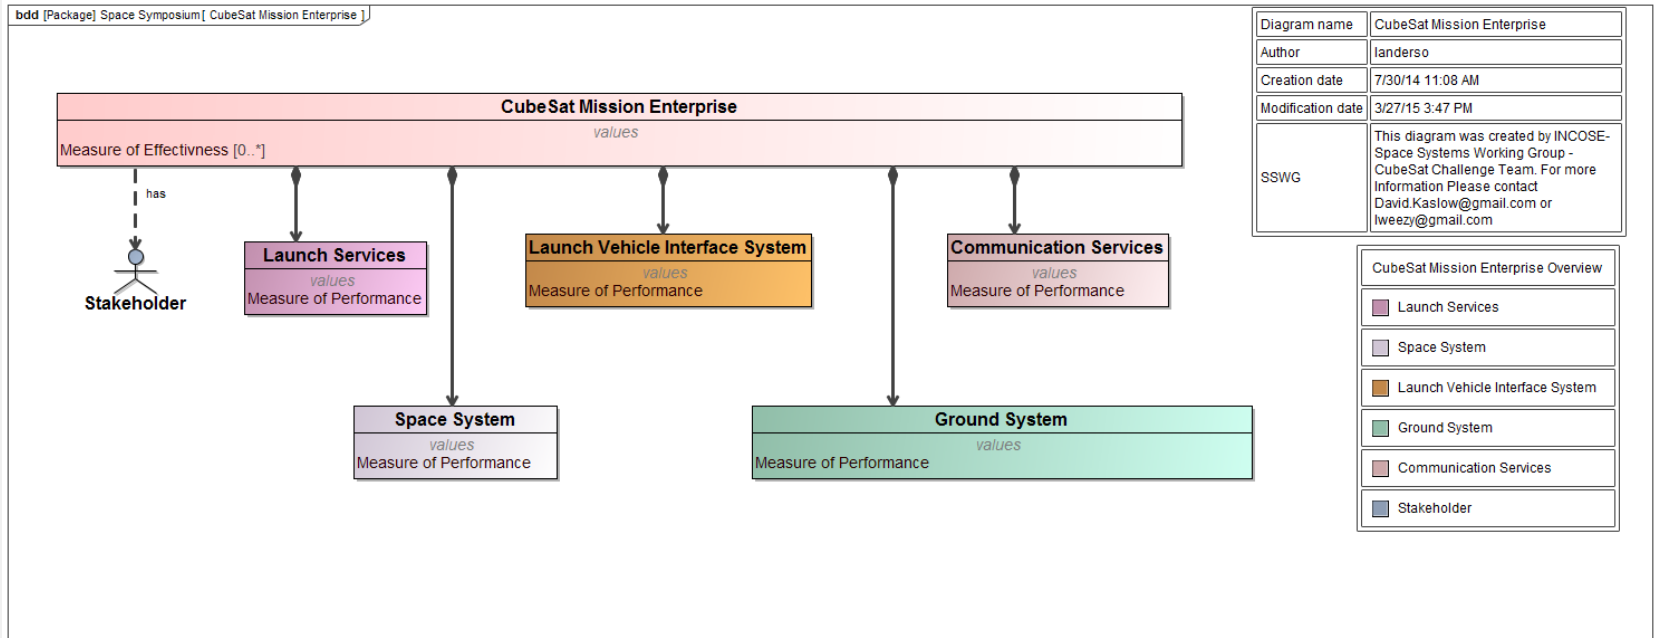 bdd [Package] Space Symposium[ CubeSat Mission Enterprise ]
Diagram name CubeSat Mission Enterprise
Author landerso
Creation date 7/30/14 11:08 AM
Modification date 3/27/15 3:47 PM
SSWG
This diagram was created by INCOSE-
Space Systems Working Group -
CubeSat Challenge Team. For more
Information Please contact
David.Kaslow@gmail.com or
lweezy@gmail.com
CubeSat Mission Enterprise
values
Measure of Effectivness [0..*]
has
Stakeholder
Launch Services
values
Measure of Performance
Launch Vehicle Interface System
values
Measure of Performance
Communication Services
values
Measure of Performance
Space System
values
Measure of Performance
Ground System
values
Measure of Performance
CubeSat Mission Enterprise Overview
Launch Services
Space System
Launch Vehicle Interface System
Ground System
Communication Services
Stakeholder